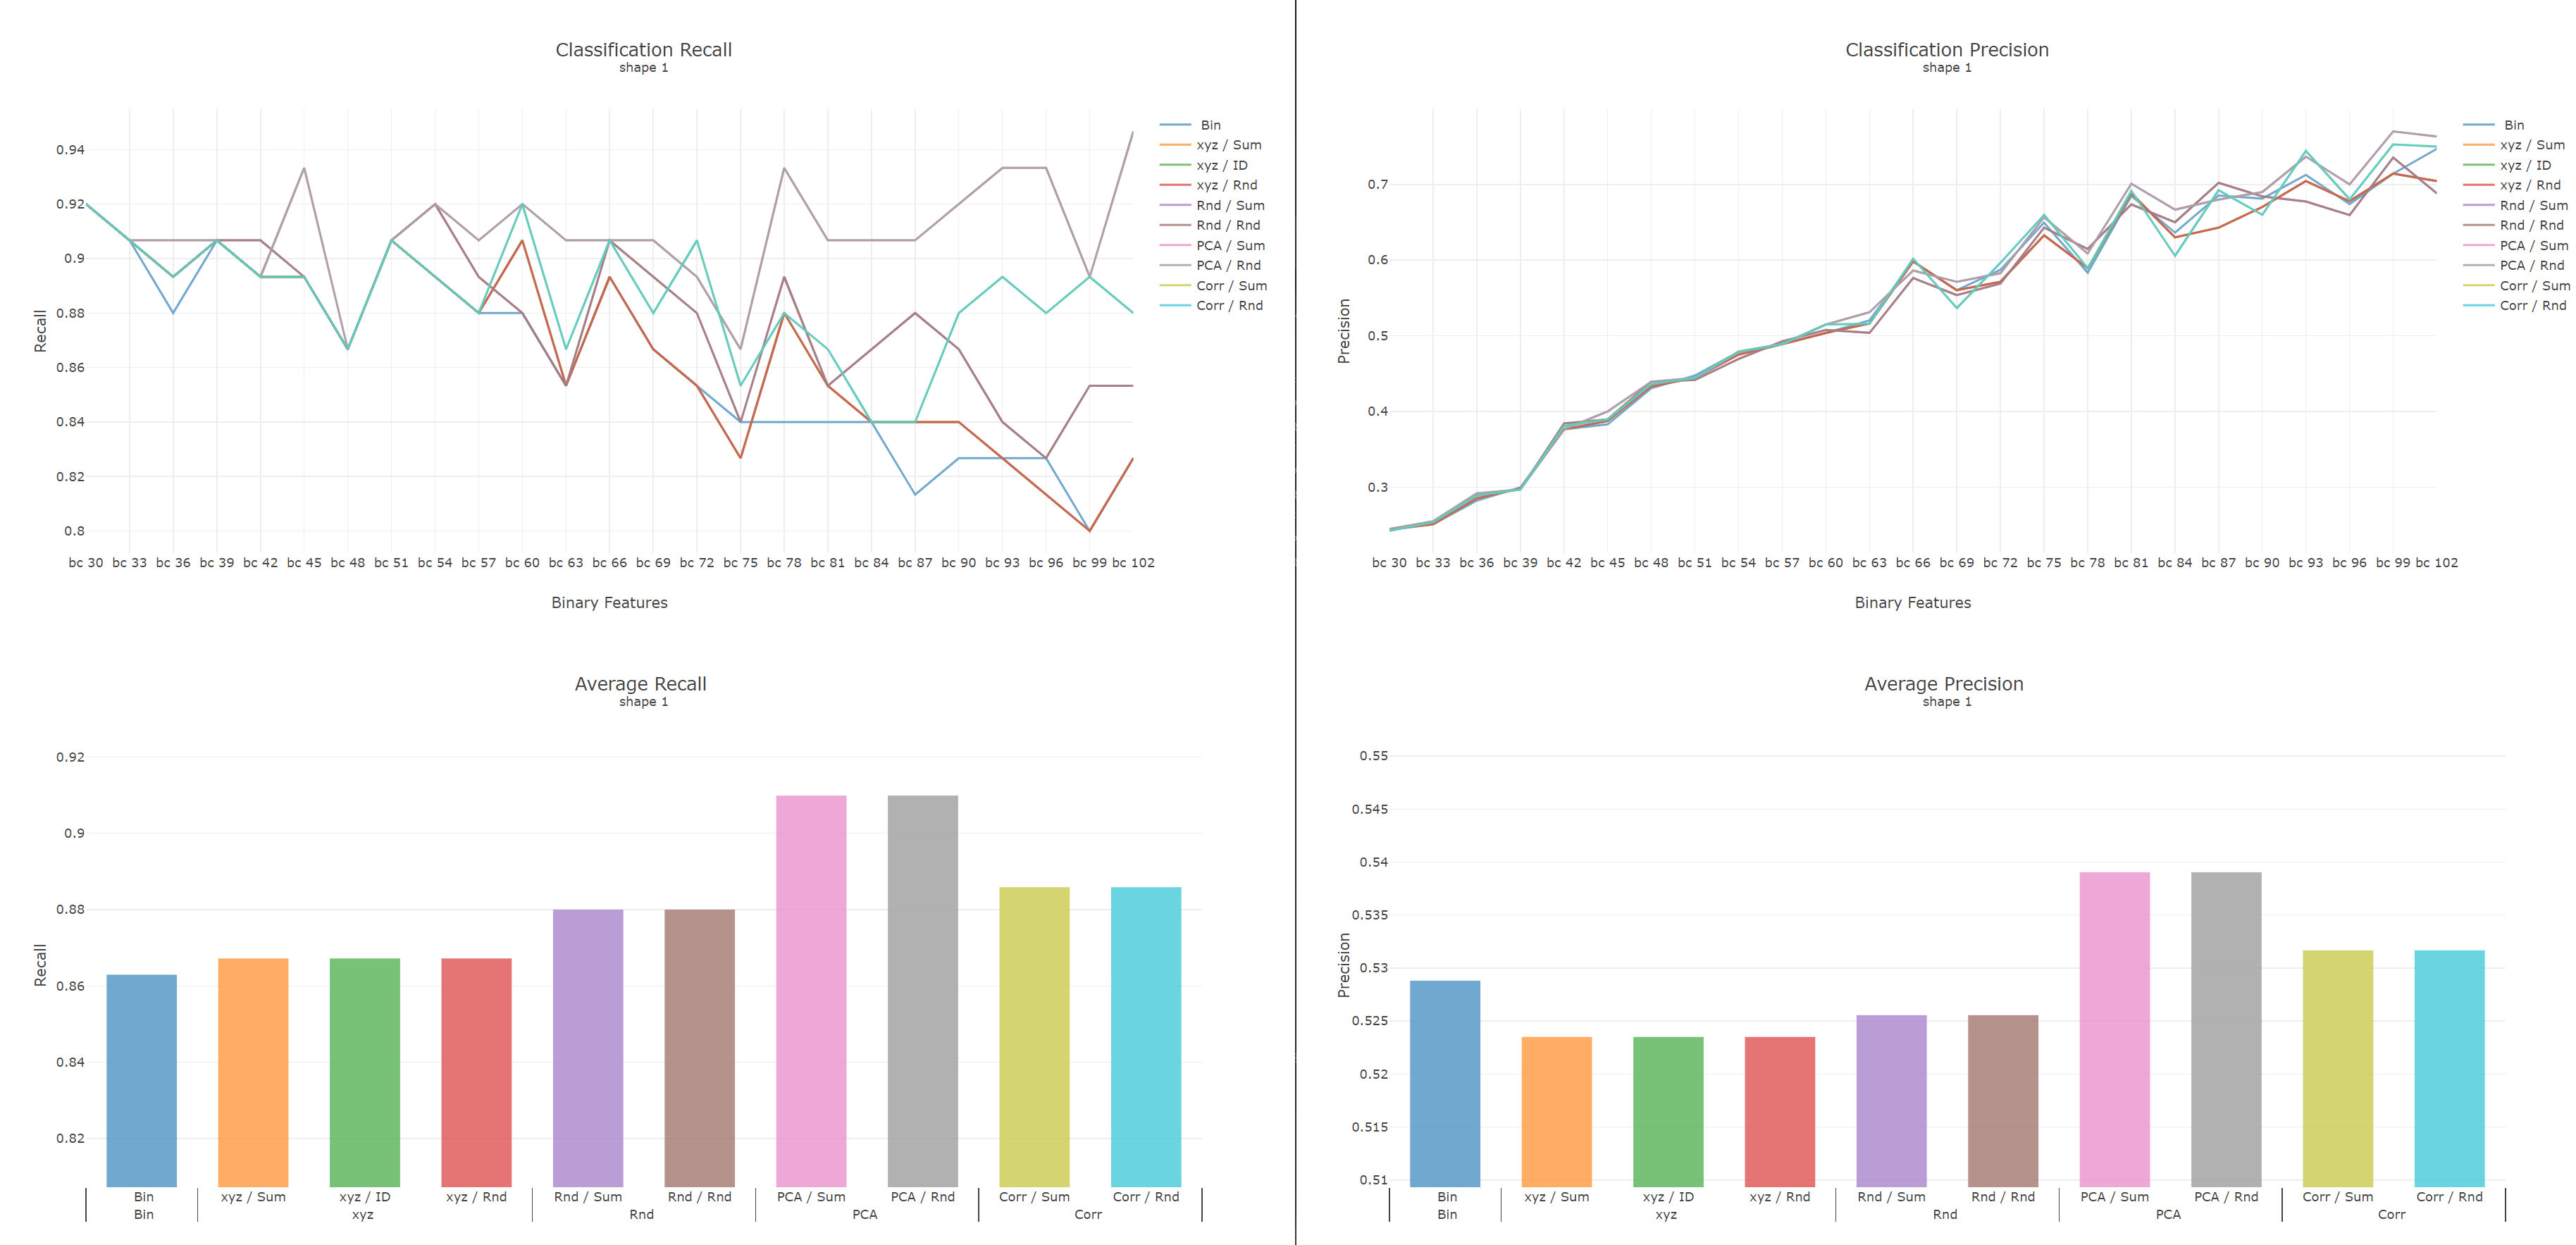 Classification Recall
shape 1
0.94
0.92
0.9
0.88
0.86
0.84
0.82
0.8
Recall
bc 30 bc 33 bc 36 bc 39 bc 42 bc 45 bc 48 bc 51 bc 54 bc 57 bc 60 bc 63 bc 66 bc 69 bc 72 bc 75 bc 78 bc 81 bc 84 bc 87 bc 90 bc 93 bc 96 bc 99 bc 102
Binary Features
Bin
xyz / Sum
xyz / ID
xyz / Rnd
Rnd / Sum
Rnd / Rnd
PCA / Sum
PCA / Rnd
Corr / Sum
Corr / Rnd
Classification Precision
shape 1
0.7
0.6
0.5
0.4
0.3
Precision
bc 30 bc 33 bc 36 bc 39 bc 42 bc 45 bc 48 bc 51 bc 54 bc 57 bc 60 bc 63 bc 66 bc 69 bc 72 bc 75 bc 78 bc 81 bc 84 bc 87 bc 90 bc 93 bc 96 bc 99 bc 102
Binary Features
Bin
xyz / Sum
xyz / ID
xyz / Rnd
Rnd / Sum
Rnd / Rnd
PCA / Sum
PCA / Rnd
Corr / Sum
Corr / Rnd
Average Recall
shape 1
0.92
0.9
0.88
0.86
0.84
0.82
Recall
Bin xyz / Sum xyz / ID xyz / Rnd Rnd / Sum Rnd / Rnd PCA / Sum PCA / Rnd Corr / Sum Corr / Rnd
Bin xyz Rnd PCA Corr
Average Precision
shape 1
0.55
0.545
0.54
0.535
0.53
0.525
0.52
0.515
0.51
Precision
Bin xyz / Sum xyz / ID xyz / Rnd Rnd / Sum Rnd / Rnd PCA / Sum PCA / Rnd Corr / Sum Corr / Rnd
Bin xyz Rnd PCA Corr